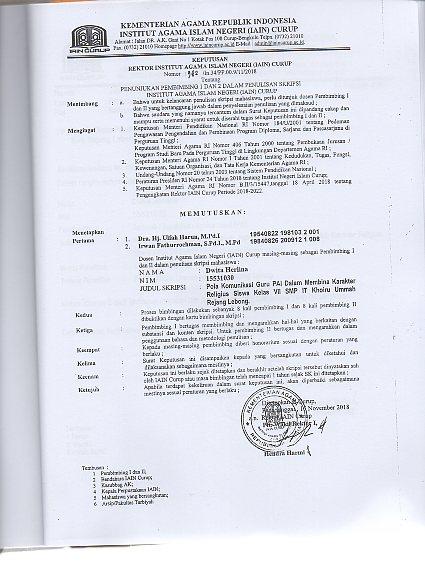 KEMENTERIAN AGAMA REPUBLIK INDONESIA
INSTITUT AGAMA ISLAM NEGERI (IAIN) CURUP
Alamat : Jalan DR. A.K. Gani No 1 Kotak Pos 108 Curup-Bengkulu Telpn. (0732) 21010
Fax. (0732) 21010 Homepage http://www.iaincurup.ac.id E-Mail : admin@iaincurup.ac.id
IAIN CURUP
KEPUTUSAN
REKTOR INSTITUT AGAMA ISLAM NEGERI (IAIN) CURUP
Nomor : /In.34/PP.00.9/11/2018
Tentang
PENUNJUKAN PEMBIMBING 1 DAN 2 DALAM PENULISAN SKRIPSI
INSTITUT AGAMA ISLAM NEGERI (IAIN) CURUP
Menimbang : a. Bahwa untuk kelancaran penulisan skripsi mahasiswa, perlu ditunjuk dosen Pembimbing I
dan II yang bertanggung jawab dalam penyelesaian penulisan yang dimaksud ;
b. Bahwa saudara yang namanya tercantum dalam Surat Keputusan ini dipandang cakap dan
mampu serta memenuhi syarat untuk diserahi tugas sebagai pembimbing I dan II ;
Mengingat : 1. Keputusan Menteri Pendidikan Nasional RI Nomor 184/U/2001 tentang Pedoman
Pengawasan Pengendalian dan Pembinaan Program Diploma, Sarjana dan Pascasarjana di
Perguruan Tinggi ;
Keputusan Menteri Agama RI Nomor 406 tahun 2000 tentang Pembukaan Jurusan /
Program Studi Baru Pada Perguruan Tinggi di Lingkungan Departemen Agama RI ;
2. Keputusan Menteri Agama RI Nomor 1 Tahun 2001 tentang Kedudukan, Tugas, Fungsi,
Kewenangan, Satuan Organisasi, dan Tata Kerja Kementerian Agama RI ;
3. Undang-Undang Nomor 20 tahun 2003 tentang Sistem Pendidikan Nasional ;
4. Peraturan Presiden RI Nomor 24 Tahun 2018 tentang Institut Negeri Islam Curup;
5. Keputusan Menteri Agama RI Nomor B.II/3/15447,tanggal 18 April 2018 tentang
Pengangkatan Rektor IAIN Curup Periode 2018-2022.
MEMUTUSKAN:
Menetapkan
Pertama : 1. Dra. Hj. Ulfah Harun, M.Pd.I 19540822 198103 2 001
2. Irwan Fathurrochman, S.Pd.I., M.Pd 19840826 200912 1 008
Dosen Institut Agama Islam Negeri (IAIN) Curup masing-masing sebagai Pembimbing I
dan II dalam penulisan skripsi mahasiswa :
N A M A : Dwita Herlina
N I M : 15531030
JUDUL SKRIPSI : Pola Komunikasi Guru PAI Dalam Membina Karakter
Religius Siswa Kelas VII SMP IT Khoiru Ummah
Rejang Lebong.
Kedua : Proses bimbingan dilakukan sebanyak 8 kali pembimbing I dan 8 kali pembimbing II
dibuktikan dengan kartu bimbingan skripsi ;
Ketiga : Pembimbing I bertugas membimbing dan mengarahkan hal-hal yang berkaitan dengan
substansi dan konten skripsi. Untuk pembimbing II bertugas dan mengarahkan dalam
penggunaan bahasa dan metodologi penulisan ;
Keempat : Kepada masing-masing pembimbing diberi honorarium sesuai dengan peraturan yang
berlaku ;
Kelima : Surat Keputusan ini disampaikan kepada yang bersangkutan untuk diketahui dan
dilaksanakan sebagaimana mestinya ;
Keenam : Keputusan ini berlaku sejak ditetapkan dan berakhir setelah skripsi tersebut dinyatakan sah
oleh IAIN Curup atau masa bimbingan telah mencapai 1 tahun sejak SK ini ditetapkan ;
Ketujuh : Apabila terdapat kekeliruan dalam surat keputusan ini, akan diperbaiki sebagaimana
mestinya sesuai peraturan yang berlaku ;
Ditetapkan di Curup,
Pada tanggal, November 2018
a.n. Rektor IAIN Curup
Wakil Rektor I,
Hendra Harmi
Tembusan :
1 Pembimbing I dan II;
2 Bendahara IAIN Curup;
3 Kasubbag AK;
4 Kepala Perpustakaan IAIN;
5 Mahasiswa yang bersangkutan;
6 Arsip/Fakultas Tarbiyah